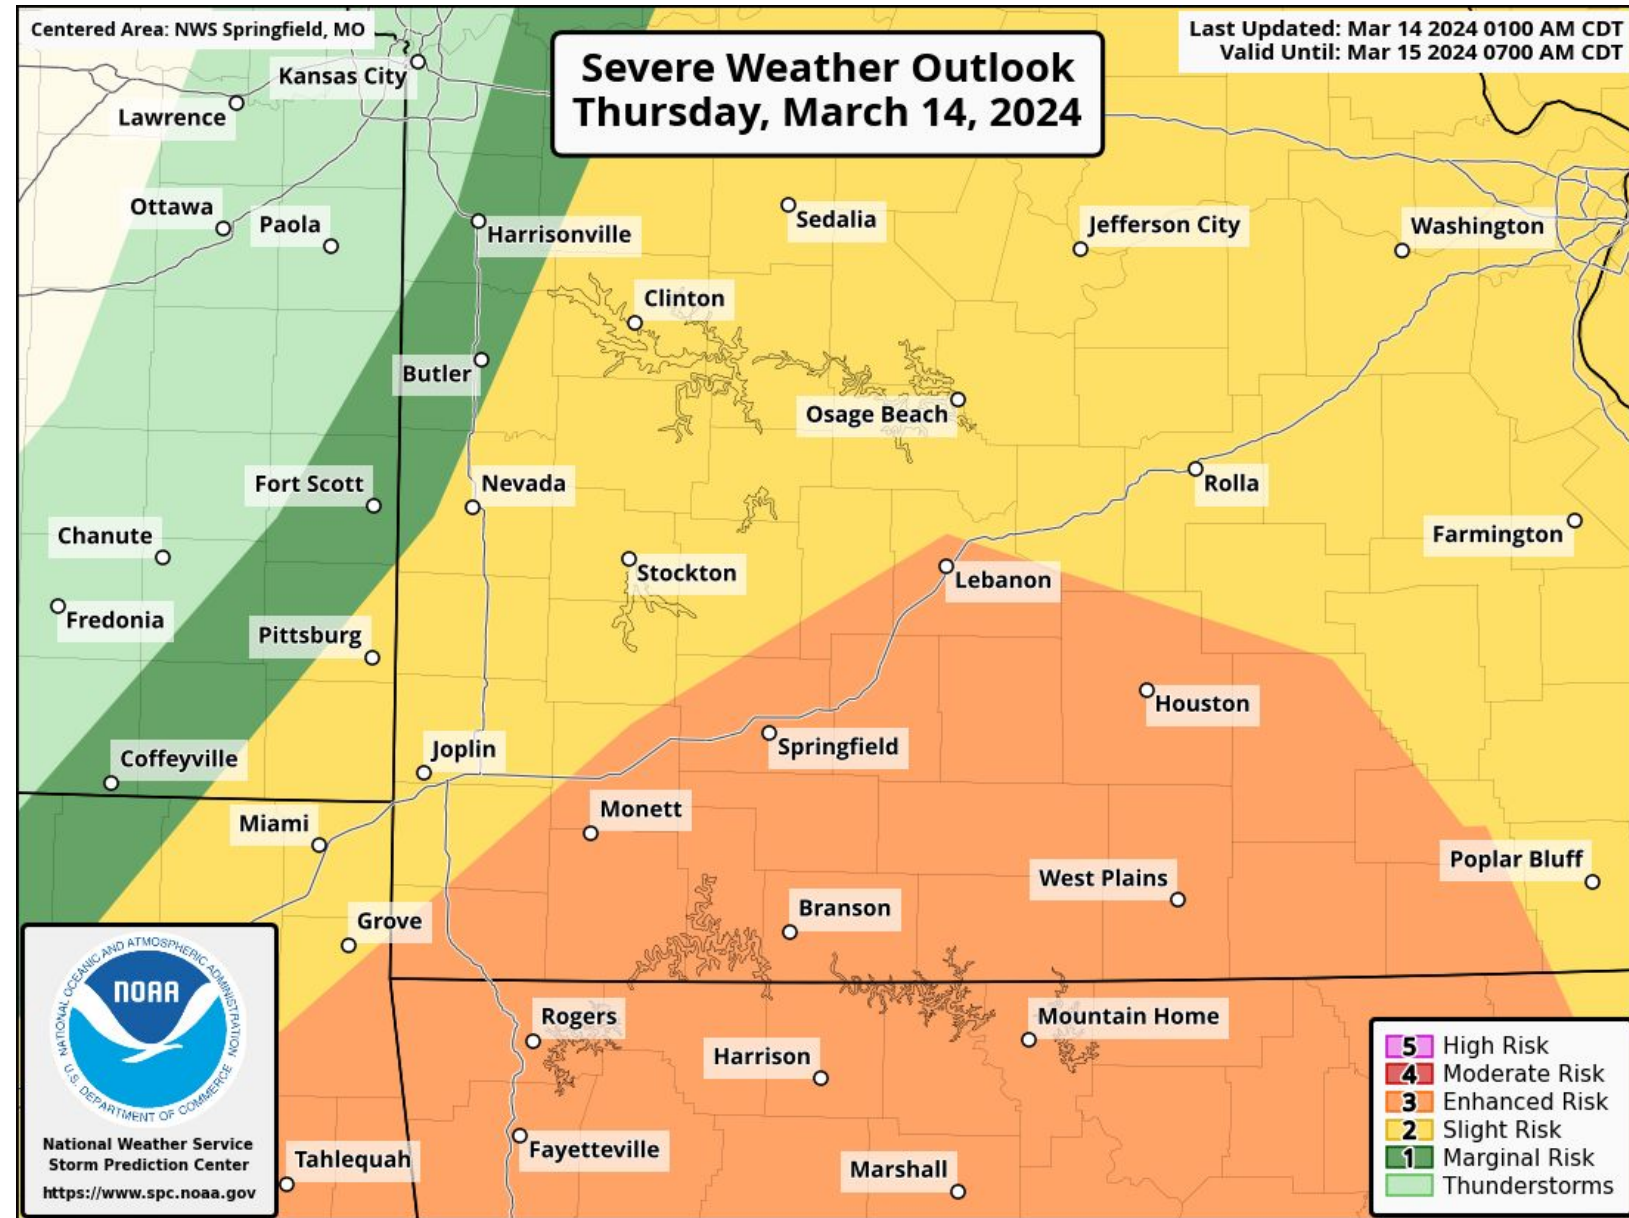 Centered Area: NWS Springfield, MO
Last Updated: Mar 14 2024 0100 AM CDT
Valid Until: Mar 15 2024 0700 AM CDT
Severe Weather Outlook
Thursday, March 14, 2024
Kansas City
Lawrence
Ottawa
Paola
Harrisonville
Sedalia
Jefferson City
Washington
Clinton
Butler
Osage Beach
Fort Scott
Nevada
Rolla
Chanute
Farmington
Stockton
Lebanon
Fredonia
Pittsburg
Houston
Joplin
Springfield
Coffeyville
Miami
Monett
Poplar Bluff
West Plains
Branson
Grove
Rogers
Mountain Home
Harrison
Fayetteville
Tahlequah
Marshall
NATIONAL OCEANIC AND ATMOSPHERIC ADMINISTRATION
NOAA
U.S. DEPARTMENT OF COMMERCE
National Weather Service
Storm Prediction Center
https://www.spc.noaa.gov
5 High Risk
4 Moderate Risk
3 Enhanced Risk
2 Slight Risk
1 Marginal Risk
Thunderstorms